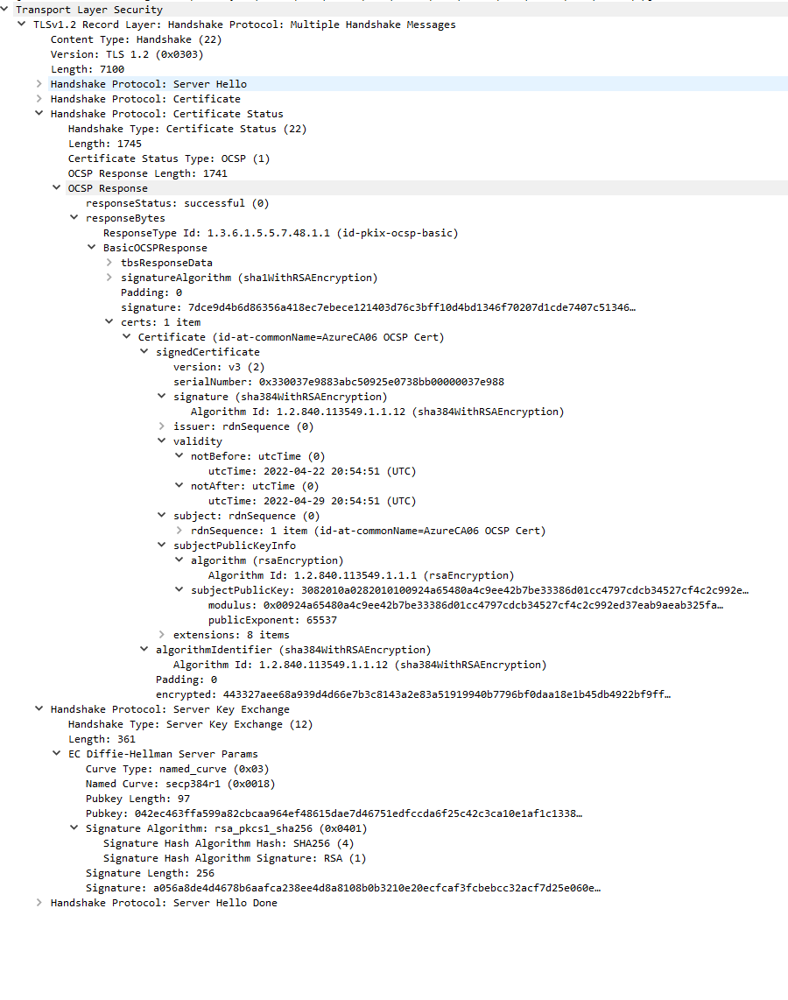 Transport Layer Security
TLSv1.2 Record Layer: Handshake Protocol: Multiple Handshake Messages
Content Type: Handshake (22)
Version: TLS 1.2 (0x0303)
Length: 7100
Handshake Protocol: Server Hello
Handshake Protocol: Certificate
Handshake Protocol: Certificate Status
Handshake Type: Certificate Status (22)
Length: 1745
Certificate Status Type: OCSP (1)
OCSP Response Length: 1741
OCSP Response
responseStatus: successful (0)
responseBytes
ResponseType Id: 1.3.6.1.5.5.7.48.1.1 (id-pkix-ocsp-basic)
BasicOCSPResponse
tbsResponseData
signatureAlgorithm (sha1WithRSAEncryption)
Padding: 0
signature: 7dce9d4b6d86356a418ec7ebece121403d76c3bff10d4bd1346f70207d1cde7407c51346…
certs: 1 item
Certificate (id-at-commonName=AzureCA06 OCSP Cert)
signedCertificate
version: v3 (2)
serialNumber: 0x330037e9883abc50925e0738bb00000037e988
signature (sha384WithRSAEncryption)
Algorithm Id: 1.2.840.113549.1.1.12 (sha384WithRSAEncryption)
issuer: rdnSequence (0)
validity
notBefore: utcTime (0)
utcTime: 2022-04-22 20:54:51 (UTC)
notAfter: utcTime (0)
utcTime: 2022-04-29 20:54:51 (UTC)
subject: rdnSequence (0)
rdnSequence: 1 item (id-at-commonName=AzureCA06 OCSP Cert)
subjectPublicKeyInfo
algorithm (rsaEncryption)
Algorithm Id: 1.2.840.113549.1.1.1 (rsaEncryption)
subjectPublicKey: 3082010a0282010100924a65480a4c9ee42b7be33386d01cc4797cdcb34527cf4c2c992e…
modulus: 0x00924a65480a4c9ee42b7be33386d01cc4797cdcb34527cf4c2c992ed37eab9aeab325fa…
publicExponent: 65537
extensions: 8 items
algorithmIdentifier (sha384WithRSAEncryption)
Algorithm Id: 1.2.840.113549.1.1.12 (sha384WithRSAEncryption)
Padding: 0
encrypted: 443327aee68a939d4d66e7b3c8143a2e83a51919940b7796bf0daa18e1b45db4922bf9ff…
Handshake Protocol: Server Key Exchange
Handshake Type: Server Key Exchange (12)
Length: 361
EC Diffie-Hellman Server Params
Curve Type: named_curve (0x03)
Named Curve: secp384r1 (0x0018)
Pubkey Length: 97
Pubkey: 042ec463ffa599a82cbcaa964ef48615dae7d46751edfccda6f25c42c3ca10e1af1c1338…
Signature Algorithm: rsa_pkcs1_sha256 (0x0401)
Signature Hash Algorithm Hash: SHA256 (4)
Signature Hash Algorithm Signature: RSA (1)
Signature Length: 256
Signature: a056a8de4d4678b6aafca238ee4d8a8108b0b3210e20ecfcaf3fcbebcc32acf7d25e060e…
Handshake Protocol: Server Hello Done